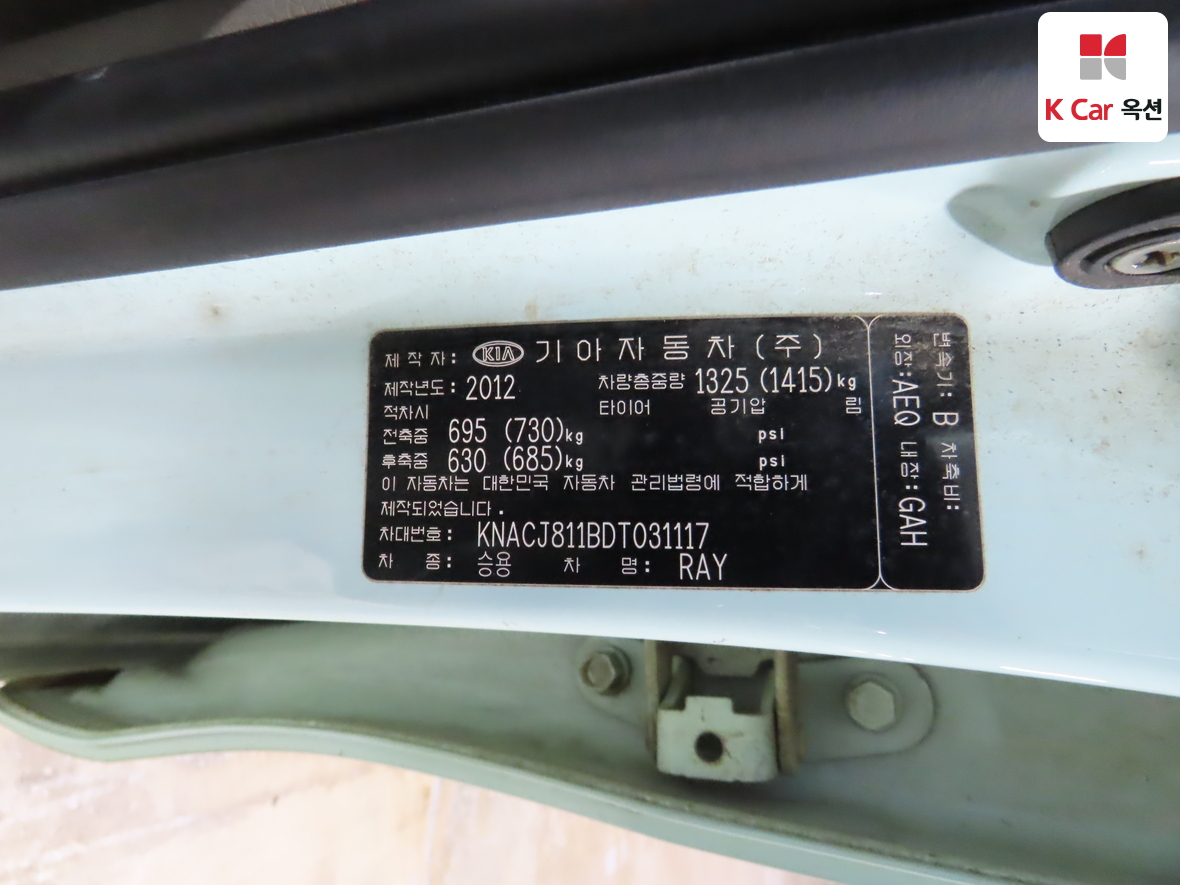 K Car 옥션
제 작 자: KIA 기아자동차(주)
제작년도: 2012 차량총중량 1325 (1415)kg
적차시 타이어 공기압 림
전축중 695 (730)kg psi
후축중 630 (685)kg psi
이 자동차는 대한민국 자동차 관리법령에 적합하게
제작되었습니다.
차대번호: KNACJ811BDT031117
차 종: 승용 차 명: RAY
변속기: B 차축비:
외장:AEQ 내장:GAH